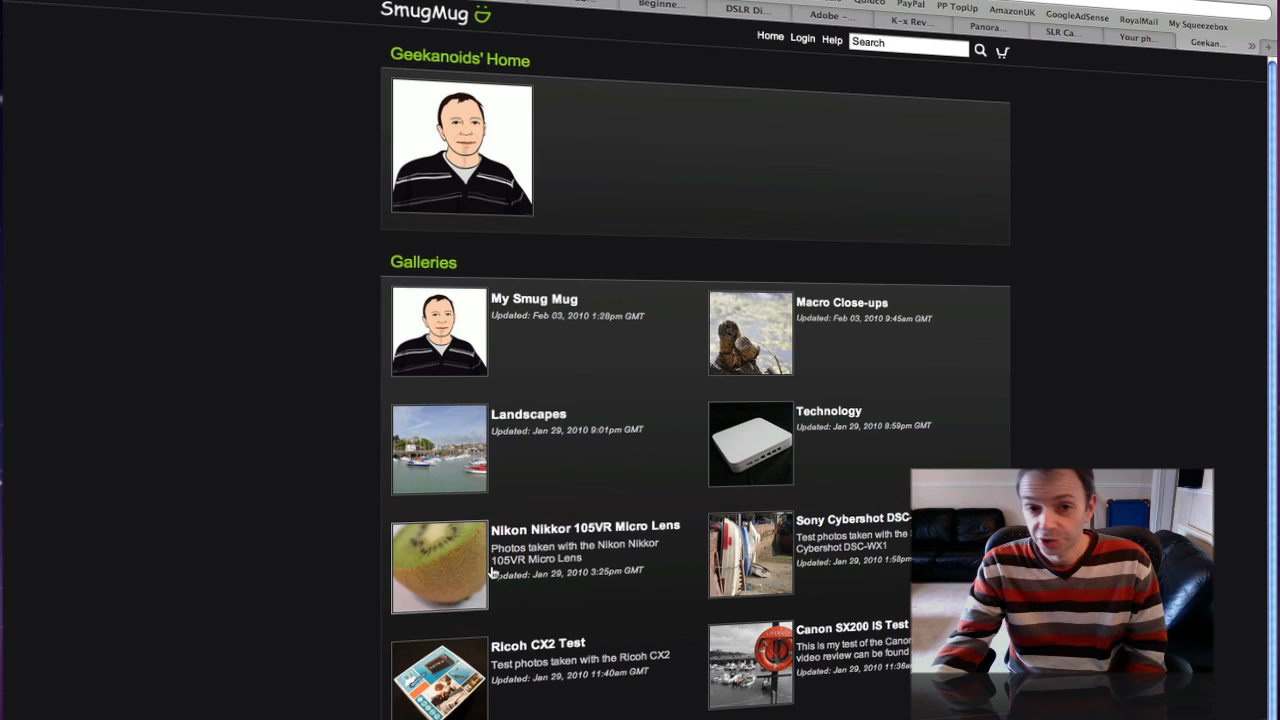 PayPal
PP TopUp
AmazonUK
GoogleAdSense
RoyalMail
My Squeezebox
Beginne...
DSLR Di...
Adobe -...
K-x Rev...
Panora...
SLR Ca...
Your ph...
Geekan...
SmugMug
Home Login Help Search
Geekanoids' Home
Galleries
My Smug Mug
Updated: Feb 03, 2010 1:28pm GMT
Macro Close-ups
Updated: Feb 03, 2010 9:45am GMT
Landscapes
Updated: Jan 29, 2010 9:01pm GMT
Technology
Updated: Jan 29, 2010 8:59pm GMT
Nikon Nikkor 105VR Micro Lens
Photos taken with the Nikon Nikkor
105VR Micro Lens
Updated: Jan 29, 2010 3:25pm GMT
Sony Cybershot DSC-
Test photos taken with the
Cybershot DSC-WX1
Updated: Jan 29, 2010 1:58pm
Ricoh CX2 Test
Test photos taken with the Ricoh CX2
Updated: Jan 29, 2010 11:40am GMT
Canon SX200 IS Test
This is my test of the Canon
video review can be found
Updated: Jan 29, 2010 11:36am